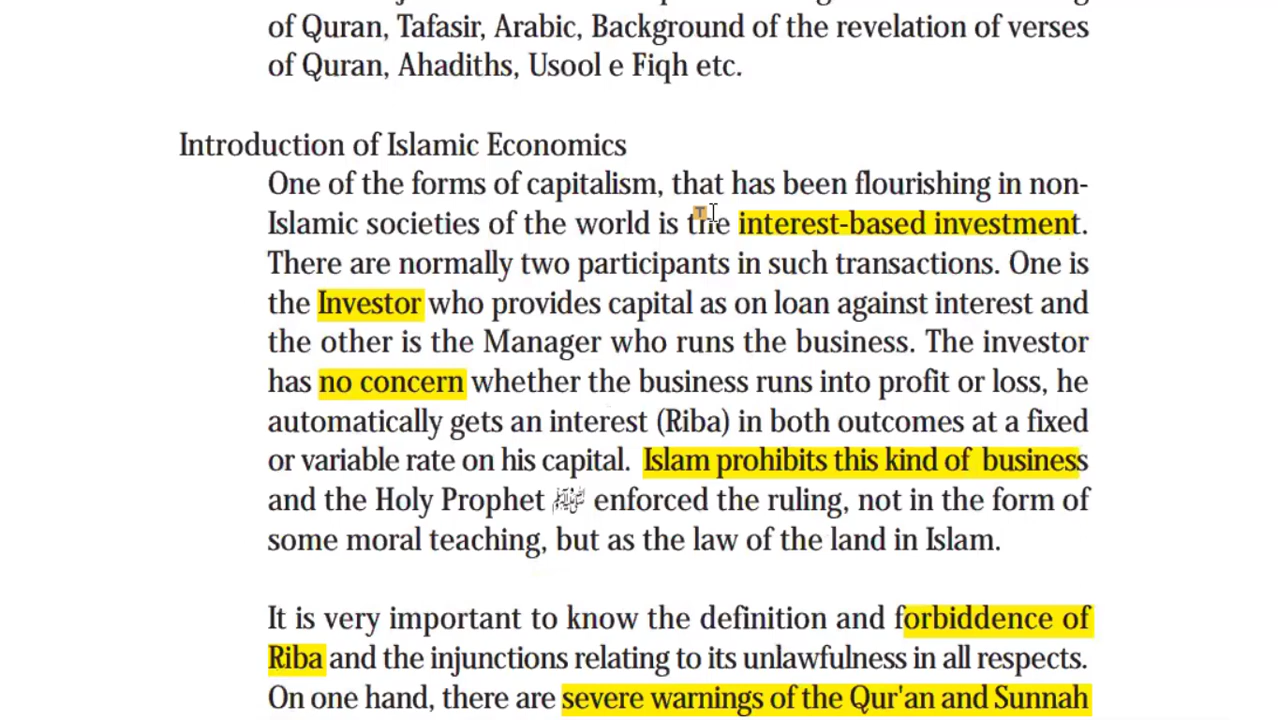 of Quran, Tafasir, Arabic, Background of the revelation of verses
of Quran, Ahadiths, Usool e Fiqh etc.
Introduction of Islamic Economics
One of the forms of capitalism, that has been flourishing in non-
Islamic societies of the world is the interest-based investment.
There are normally two participants in such transactions. One is
the Investor who provides capital as on loan against interest and
the other is the Manager who runs the business. The investor
has no concern whether the business runs into profit or loss, he
automatically gets an interest (Riba) in both outcomes at a fixed
or variable rate on his capital. Islam prohibits this kind of business
and the Holy Prophet ﷺ enforced the ruling, not in the form of
some moral teaching, but as the law of the land in Islam.
It is very important to know the definition and forbiddence of
Riba and the injunctions relating to its unlawfulness in all respects.
On one hand, there are severe warnings of the Qur'an and Sunnah